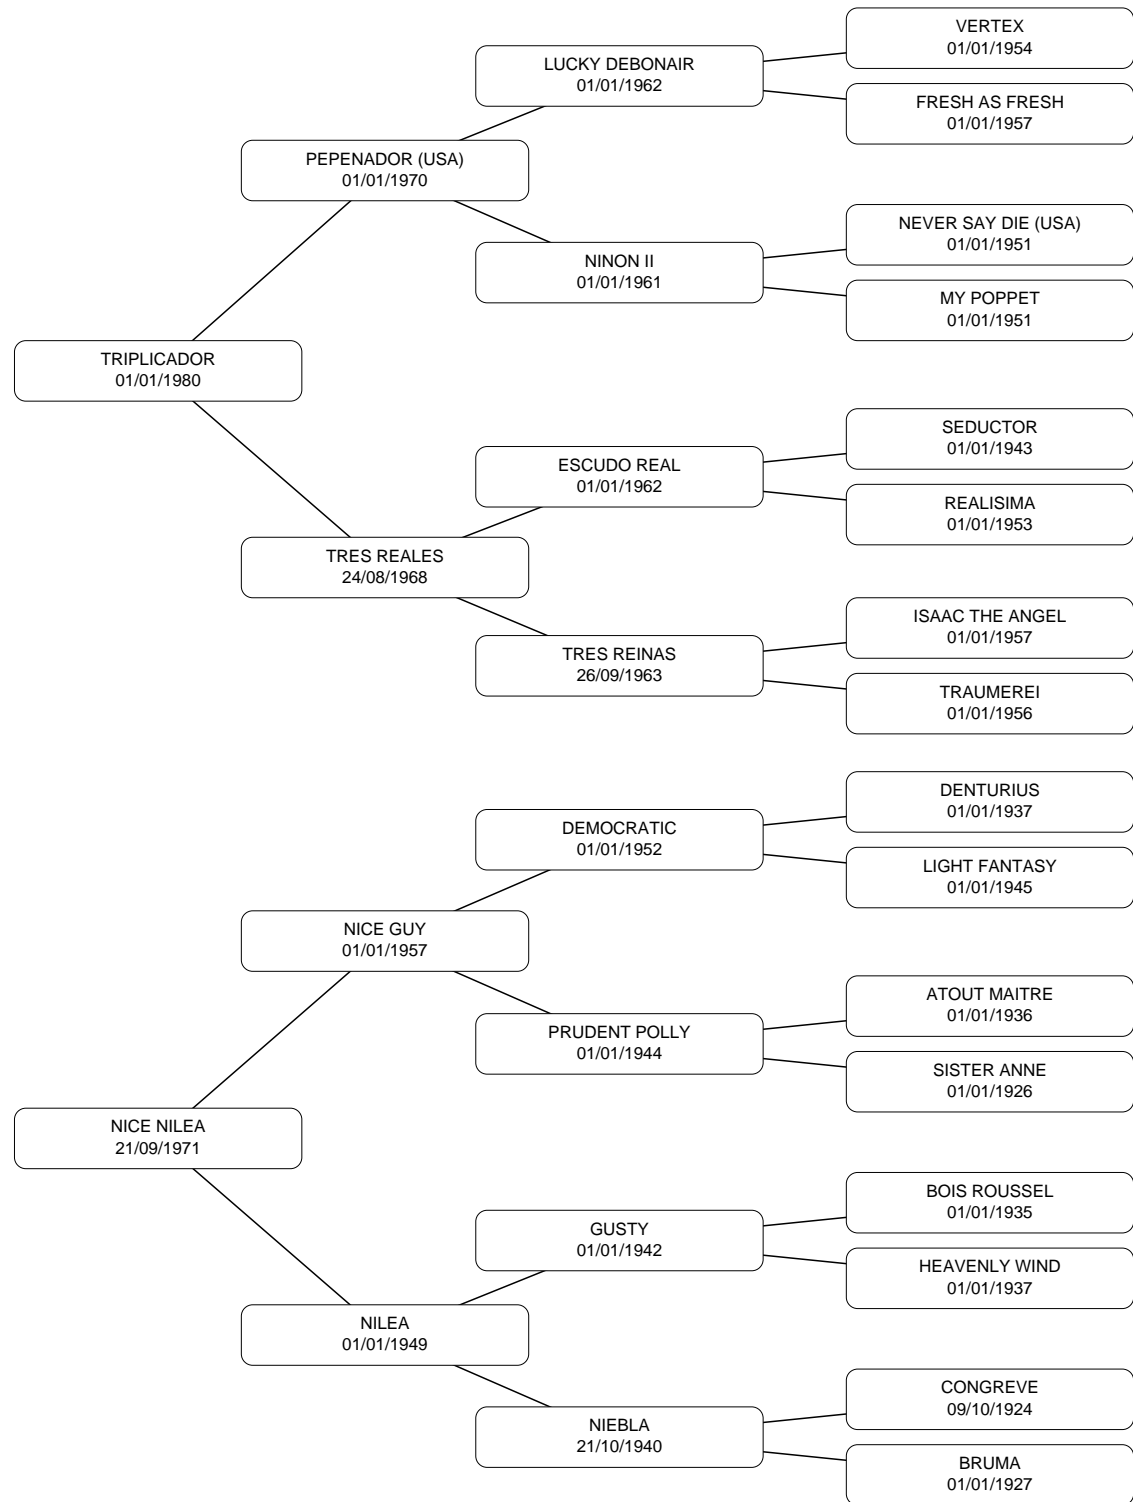 VERTEX
01/01/1954
LUCKY DEBONAIR
01/01/1962
FRESH AS FRESH
01/01/1957
PEPENADOR (USA)
01/01/1970
NEVER SAY DIE (USA)
01/01/1951
NINON II
01/01/1961
MY POPPET
01/01/1951
TRIPLICADOR
01/01/1980
SEDUCTOR
01/01/1943
ESCUDO REAL
01/01/1962
REALISIMA
01/01/1953
TRES REALES
24/08/1968
ISAAC THE ANGEL
01/01/1957
TRES REINAS
26/09/1963
TRAUMEREI
01/01/1956
DENTURIUS
01/01/1937
DEMOCRATIC
01/01/1952
LIGHT FANTASY
01/01/1945
NICE GUY
01/01/1957
ATOUT MAITRE
01/01/1936
PRUDENT POLLY
01/01/1944
SISTER ANNE
01/01/1926
NICE NILEA
21/09/1971
BOIS ROUSSEL
01/01/1935
GUSTY
01/01/1942
HEAVENLY WIND
01/01/1937
NILEA
01/01/1949
CONGREVE
09/10/1924
NIEBLA
21/10/1940
BRUMA
01/01/1927